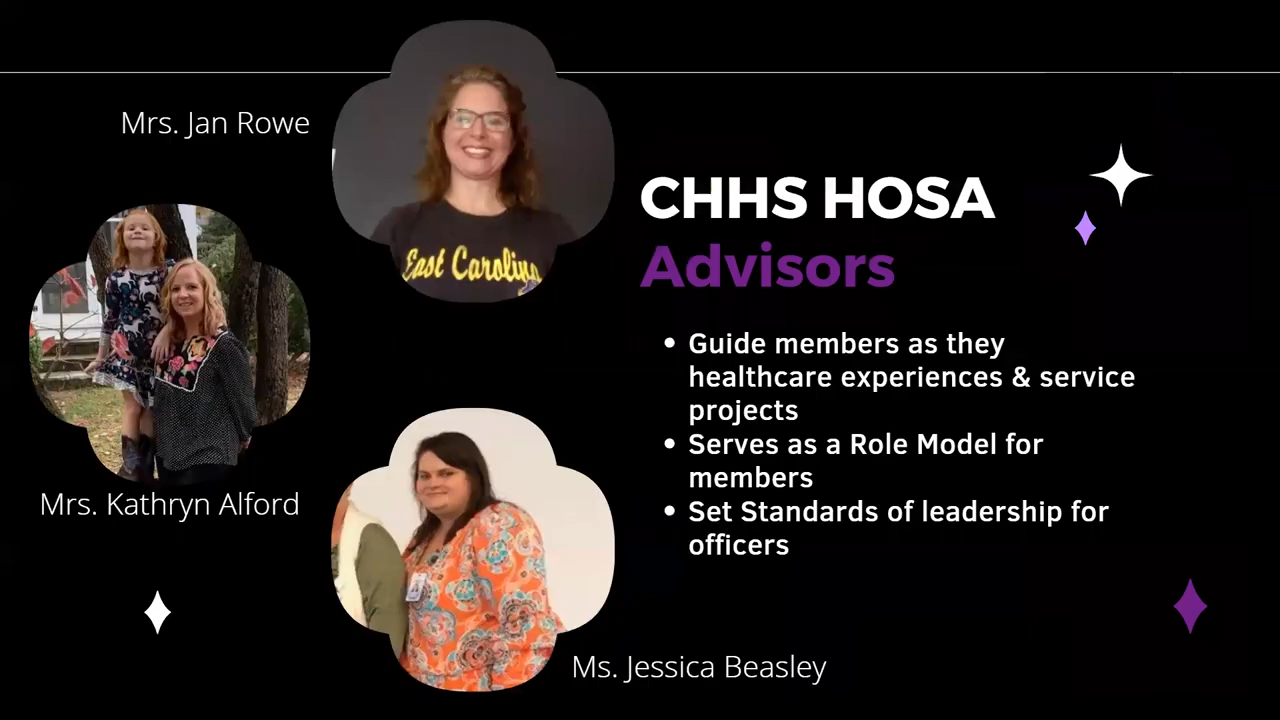 Mrs. Jan Rowe
East Carolina
Mrs. Kathryn Alford
Ms. Jessica Beasley
CHHS HOSA
Advisors
• Guide members as they
healthcare experiences & service
projects
• Serves as a Role Model for
members
• Set Standards of leadership for
officers